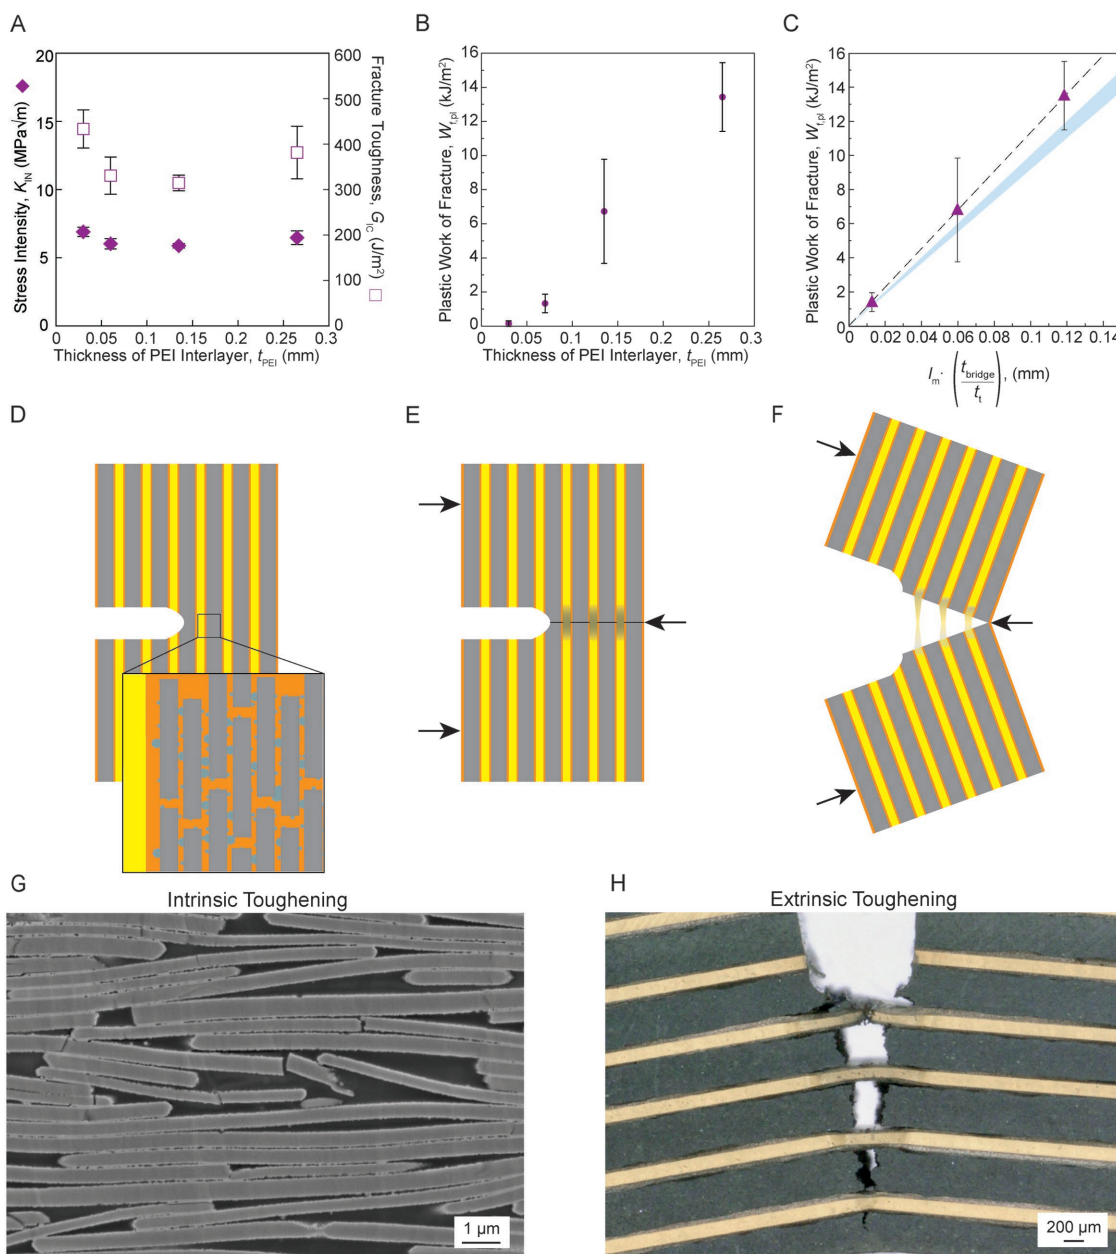 A
B
C
Stress Intensity, K_IN (MPa√m)
20
15
10
5
0
600
500
400
300
200
100
0
Fracture Toughness, G_IC (J/m²)
0 0.05 0.1 0.15 0.2 0.25 0.3
Thickness of PEI Interlayer, t_PEI (mm)
Plastic Work of Fracture, W_f,pl (kJ/m²)
16
14
12
10
8
6
4
2
0
0 0.05 0.1 0.15 0.2 0.25 0.3
Thickness of PEI Interlayer, t_PEI (mm)
Plastic Work of Fracture, W_f,pl (kJ/m²)
16
14
12
10
8
6
4
2
0
0 0.02 0.04 0.06 0.08 0.1 0.12 0.14
l_m· (t_bridge/t_t), (mm)
D
E
F
G
Intrinsic Toughening
1 µm
H
Extrinsic Toughening
200 µm